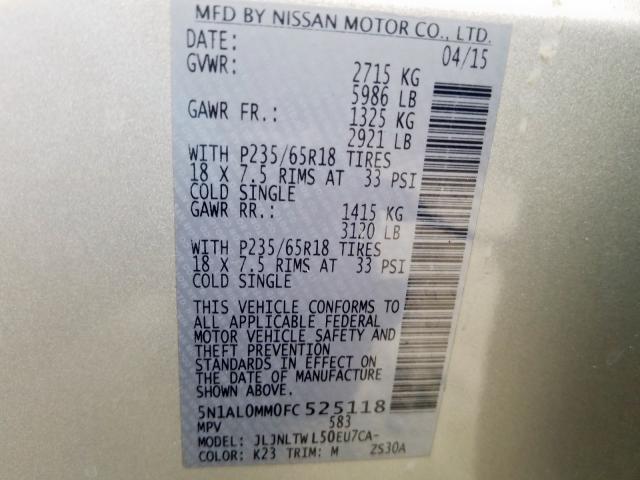 MFD BY NISSAN MOTOR CO., LTD.
DATE: 04/15
GVWR: 2715 KG
5986 LB
GAWR FR.: 1325 KG
2921 LB
WITH P235/65R18 TIRES
18 X 7.5 RIMS AT 33 PSI
COLD SINGLE
GAWR RR.: 1415 KG
3120 LB
WITH P235/65R18 TIRES
18 X 7.5 RIMS AT 33 PSI
COLD SINGLE
THIS VEHICLE CONFORMS TO
ALL APPLICABLE FEDERAL
MOTOR VEHICLE SAFETY AND
THEFT PREVENTION
STANDARDS IN EFFECT ON
THE DATE OF MANUFACTURE
SHOWN ABOVE.
5N1AL0MM0FC525118
MPV 583
MODEL: JLJNLTWL50EU7CA-
COLOR: K23 TRIM: M ZS30A